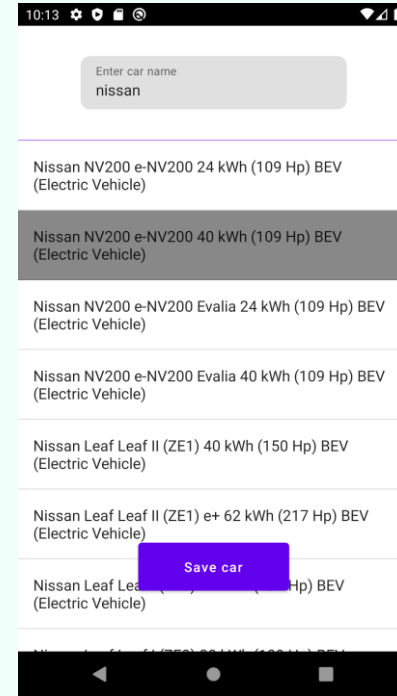 10:13
Enter car name
nissan
Nissan NV200 e-NV200 24 kWh (109 Hp) BEV
(Electric Vehicle)
Nissan NV200 e-NV200 40 kWh (109 Hp) BEV
(Electric Vehicle)
Nissan NV200 e-NV200 Evalia 24 kWh (109 Hp) BEV
(Electric Vehicle)
Nissan NV200 e-NV200 Evalia 40 kWh (109 Hp) BEV
(Electric Vehicle)
Nissan Leaf Leaf II (ZE1) 40 kWh (150 Hp) BEV
(Electric Vehicle)
Nissan Leaf Leaf II (ZE1) e+ 62 kWh (217 Hp) BEV
(Electric Vehicle)
Save car
Nissan Leaf Hp) BEV
(Electric Vehicle)